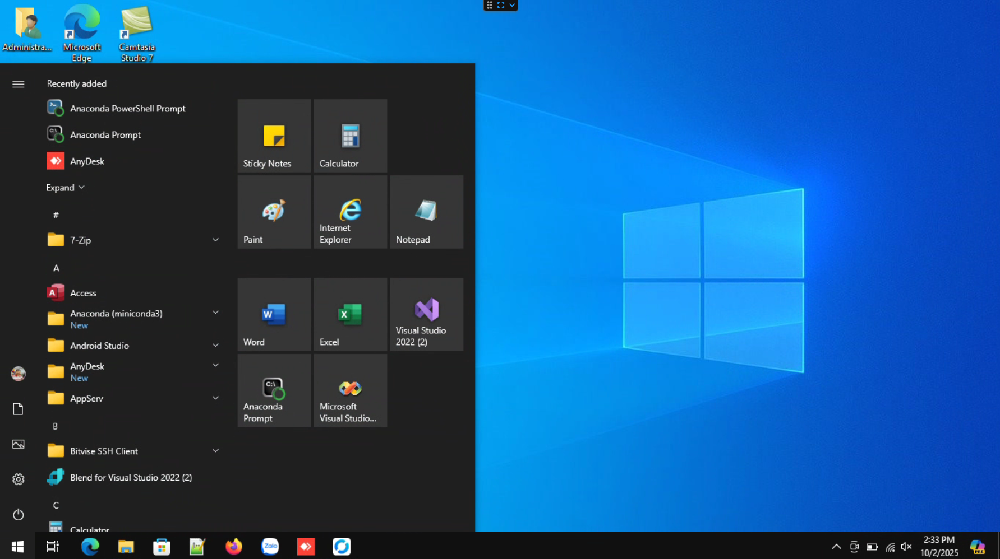 Administra...
Microsoft
Edge
Camtasia
Studio 7
Recently added
Anaconda PowerShell Prompt
Anaconda Prompt
AnyDesk
Expand
#
7-Zip
A
Access
Anaconda (miniconda3)
New
Android Studio
AnyDesk
New
AppServ
B
Bitvise SSH Client
Blend for Visual Studio 2022 (2)
C
Calculator
Sticky Notes
Calculator
Paint
Internet
Explorer
Notepad
Word
Excel
Visual Studio
2022 (2)
Anaconda
Prompt
Microsoft
Visual Studio...
Zalo
2:33 PM
10/2/2025
PRE